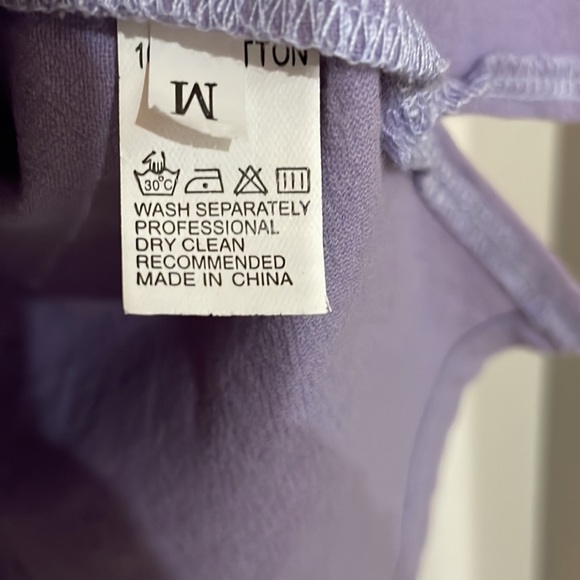 M
30°C
WASH SEPARATELY
PROFESSIONAL
DRY CLEAN
RECOMMENDED
MADE IN CHINA